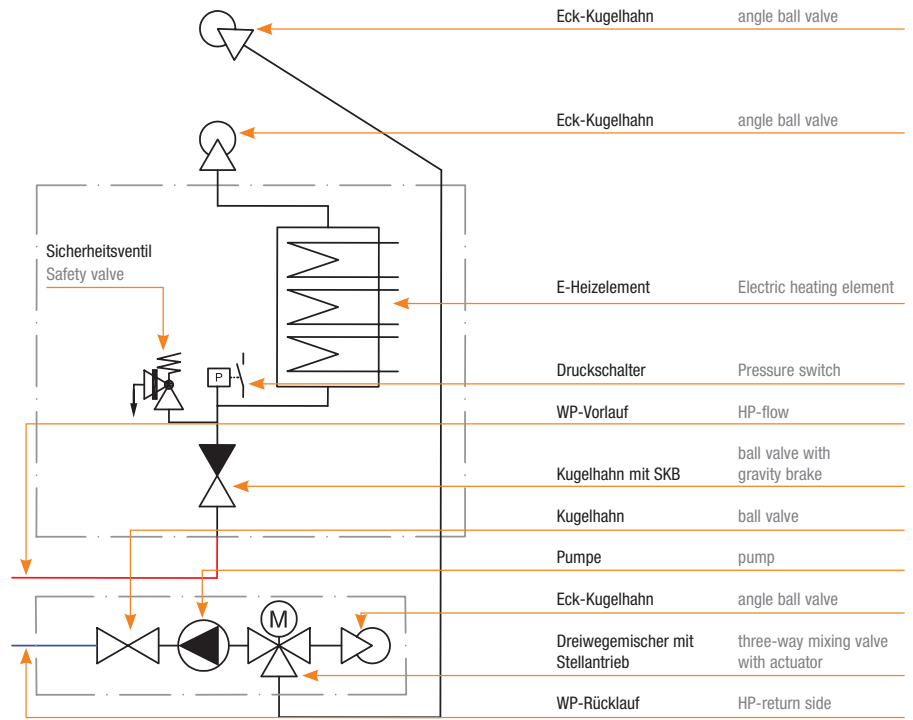 Eck-Kugelhahn angle ball valve
Eck-Kugelhahn angle ball valve
Sicherheitsventil
Safety valve
E-Heizelement Electric heating element
Druckschalter Pressure switch
P
WP-Vorlauf HP-flow
ball valve with
Kugelhahn mit SKB gravity brake
Kugelhahn ball valve
Pumpe pump
Eck-Kugelhahn angle ball valve
M
Dreiwegemischer mit three-way mixing valve
Stellantrieb with actuator
WP-Rücklauf HP-return side